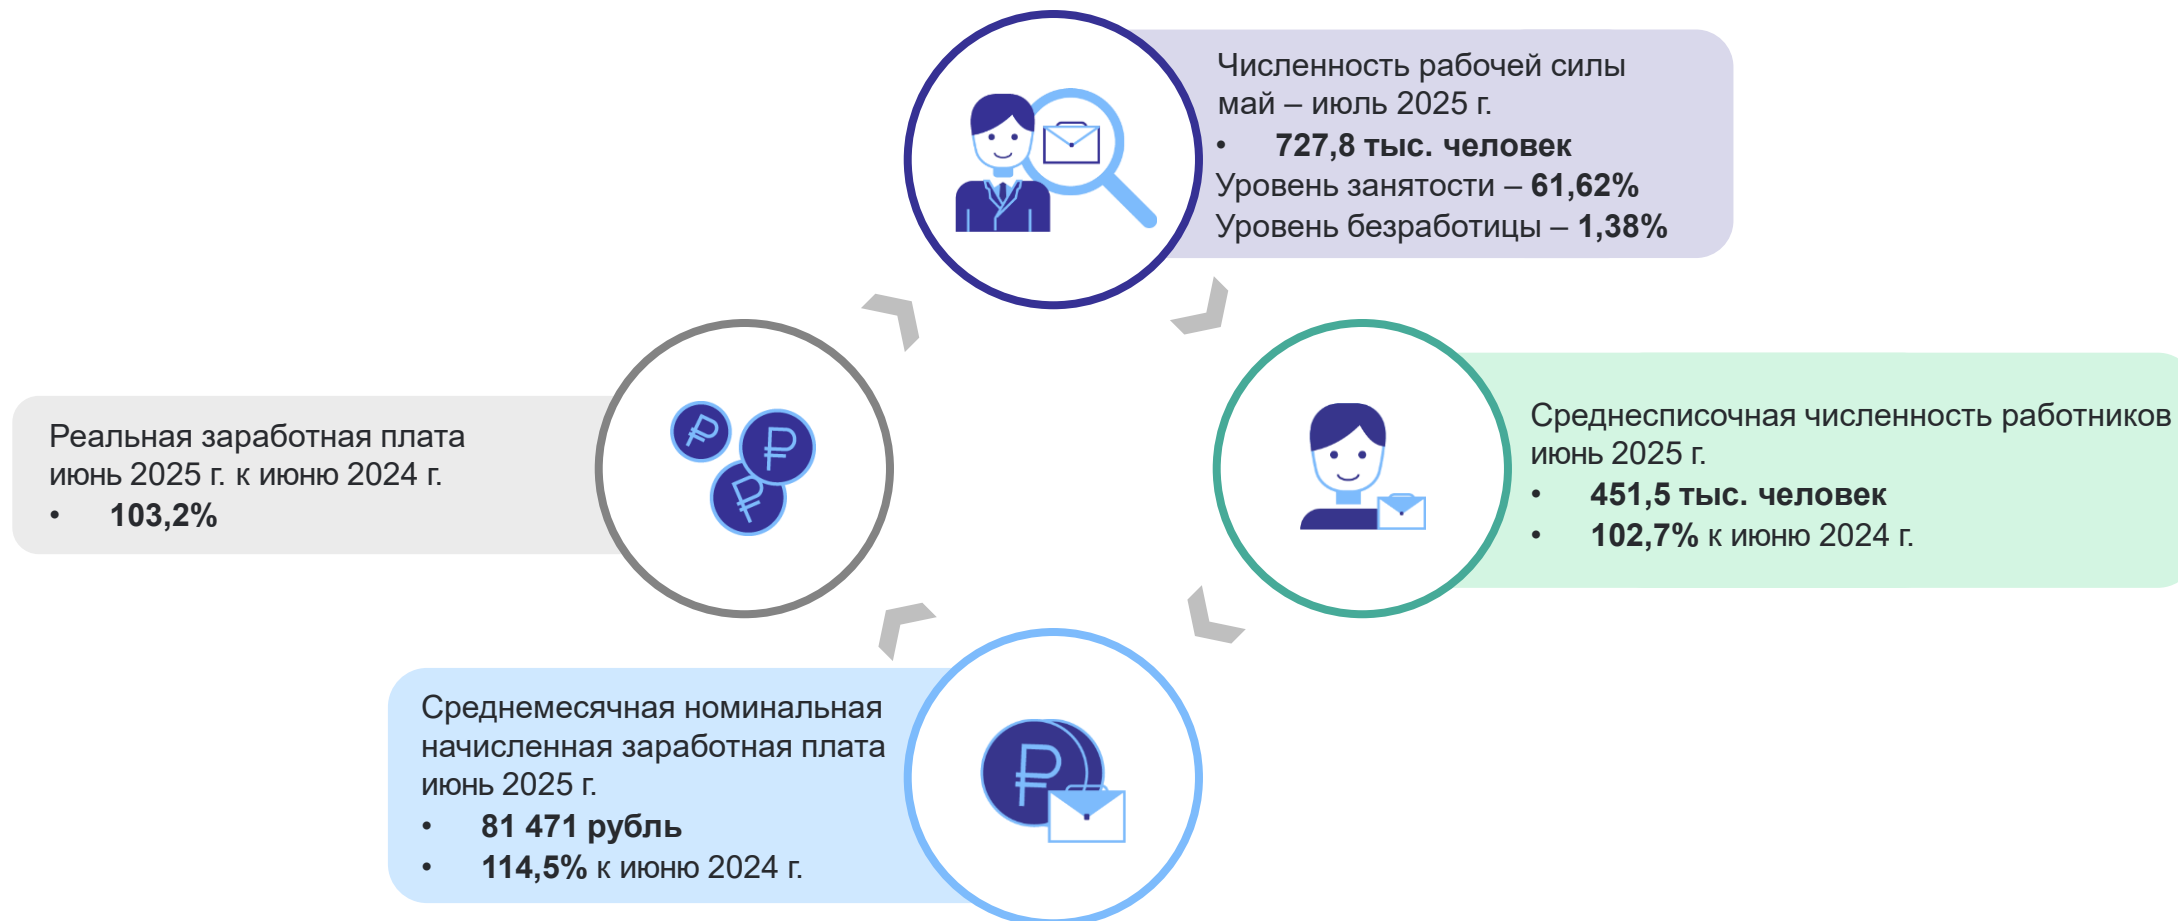 Численность рабочей силы
май – июль 2025 г.
• 727,8 тыс. человек
Уровень занятости – 61,62%
Уровень безработицы – 1,38%
Среднесписочная численность работников
июнь 2025 г.
• 451,5 тыс. человек
• 102,7% к июню 2024 г.
Реальная заработная плата
июнь 2025 г. к июню 2024 г.
• 103,2%
Среднемесячная номинальная
начисленная заработная плата
июнь 2025 г.
• 81 471 рубль
• 114,5% к июню 2024 г.